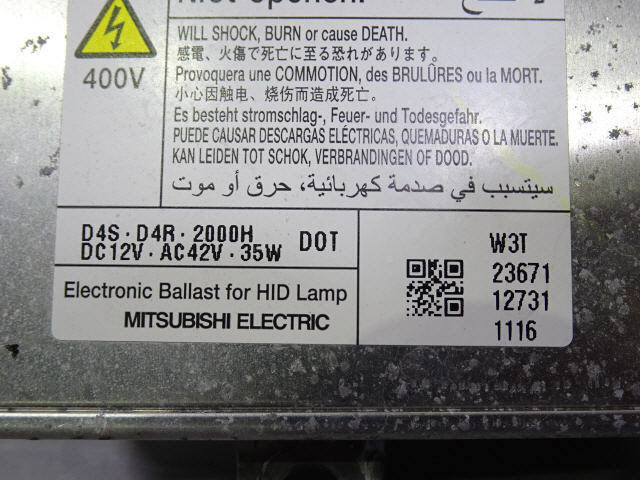 Niet openen.
400V
WILL SHOCK, BURN or cause DEATH.
感電、火傷で死亡に至る恐れがあります。
Provoquera une COMMOTION, des BRULÛRES ou la MORT.
小心因触电、烧伤而造成死亡。
Es besteht stromschlag-, Feuer- und Todesgefahr.
PUEDE CAUSAR DESCARGAS ELÉCTRICAS, QUEMADURAS O LA MUERTE.
KAN LEIDEN TOT SCHOK, VERBRANDINGEN OF DOOD.
سيتسبب في صدمة كهربائية، حرق أو موت
D4S・D4R・2000H
DC12V・AC42V・35W DOT
Electronic Ballast for HID Lamp
MITSUBISHI ELECTRIC
W3T
23671
12731
1116